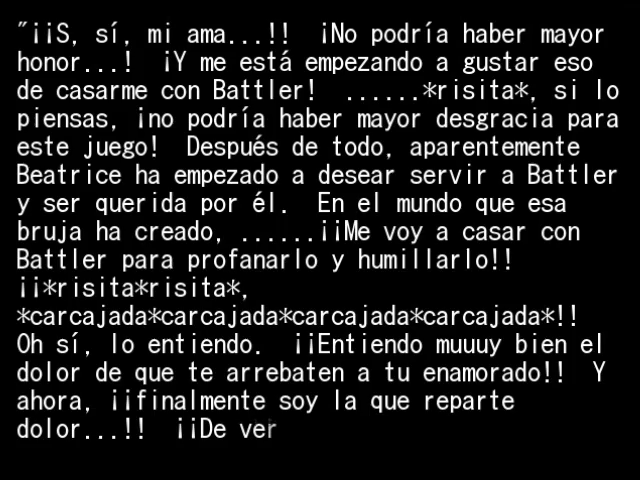 "¡¡S, sí, mi ama...!!  ¡No podría haber mayor
honor...!  ¡Y me está empezando a gustar eso
de casarme con Battler!  ......*risita*, si lo
piensas, ¡no podría haber mayor desgracia para
este juego!  Después de todo, aparentemente
Beatrice ha empezado a desear servir a Battler
y ser querida por él.  En el mundo que esa
bruja ha creado, ......¡¡Me voy a casar con
Battler para profanarlo y humillarlo!!
¡¡*risita*risita*,
*carcajada*carcajada*carcajada*carcajada*!!
Oh sí, lo entiendo.  ¡¡Entiendo muuuy bien el
dolor de que te arrebaten a tu enamorado!!  Y
ahora, ¡¡finalmente soy la que reparte
dolor...!!  ¡¡De ver